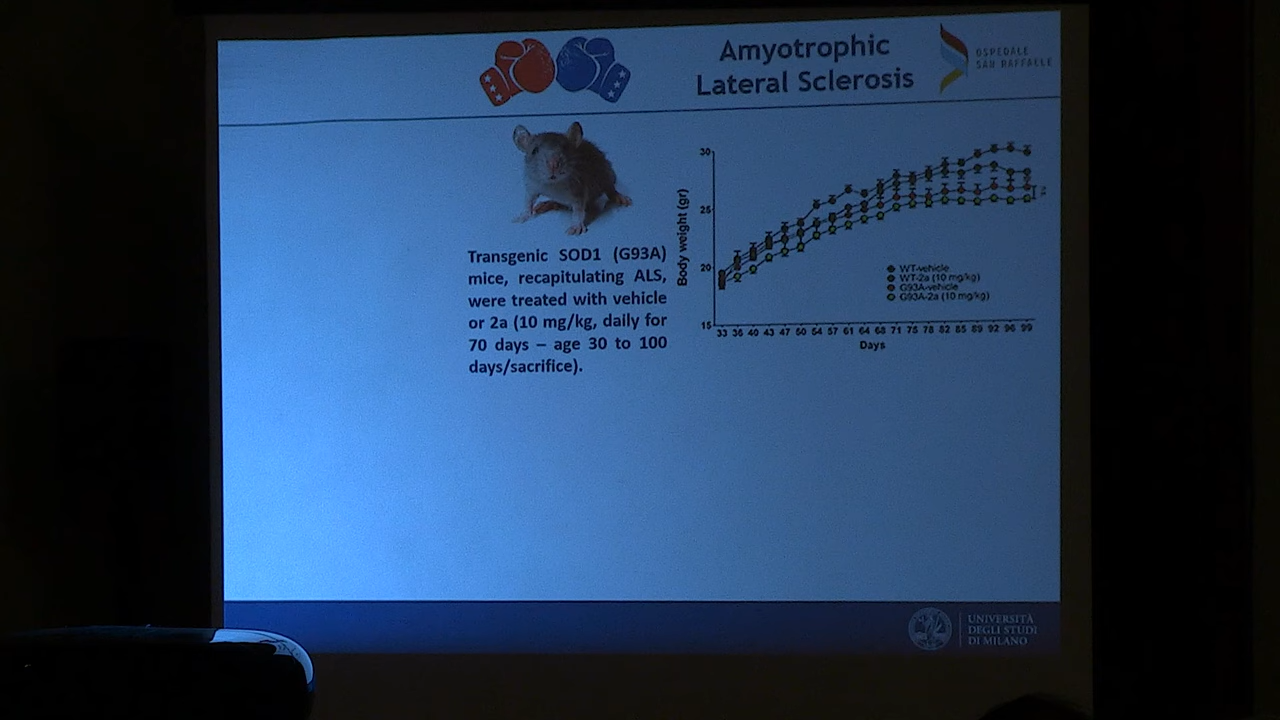 Amyotrophic
Lateral Sclerosis
OSPEDALE
SAN RAFFAELE
Transgenic SOD1 (G93A)
mice, recapitulating ALS,
were treated with vehicle
or 2a (10 mg/kg, daily for
70 days – age 30 to 100
days/sacrifice).
Body weight (gr)
30
25
20
15
WT-vehicle
WT-2a (10 mg/kg)
G93A-vehicle
G93A-2a (10 mg/kg)
33 36 40 43 47 50 54 57 61 64 68 71 75 78 82 85 89 92 96 99
Days
UNIVERSITÀ
DEGLI STUDI
DI MILANO